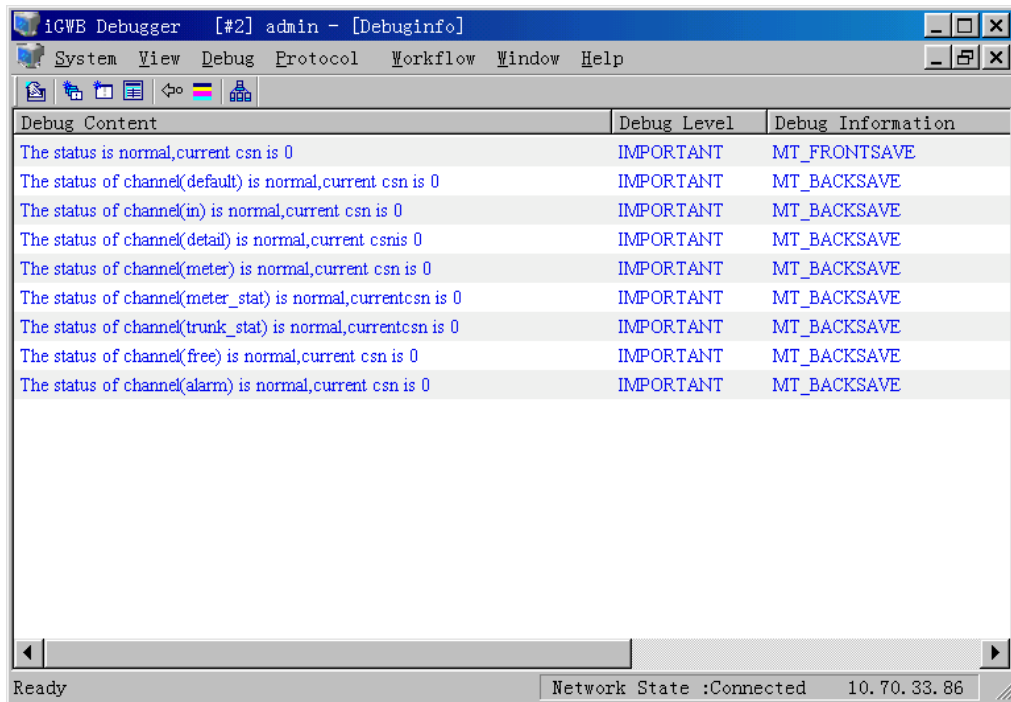 iGWB Debugger [#2] admin - [Debuginfo]
System View Debug Protocol Workflow Window Help
Debug Content Debug Level Debug Information
The status is normal,current csn is 0 IMPORTANT MT_FRONTSAVE
The status of channel(default) is normal,current csn is 0 IMPORTANT MT_BACKSAVE
The status of channel(in) is normal,current csn is 0 IMPORTANT MT_BACKSAVE
The status of channel(detail) is normal,current csnis 0 IMPORTANT MT_BACKSAVE
The status of channel(meter) is normal,current csn is 0 IMPORTANT MT_BACKSAVE
The status of channel(meter_stat) is normal,currentcsn is 0 IMPORTANT MT_BACKSAVE
The status of channel(trunk_stat) is normal,currentcsn is 0 IMPORTANT MT_BACKSAVE
The status of channel(free) is normal,current csn is 0 IMPORTANT MT_BACKSAVE
The status of channel(alarm) is normal,current csn is 0 IMPORTANT MT_BACKSAVE
Ready Network State :Connected 10.70.33.86